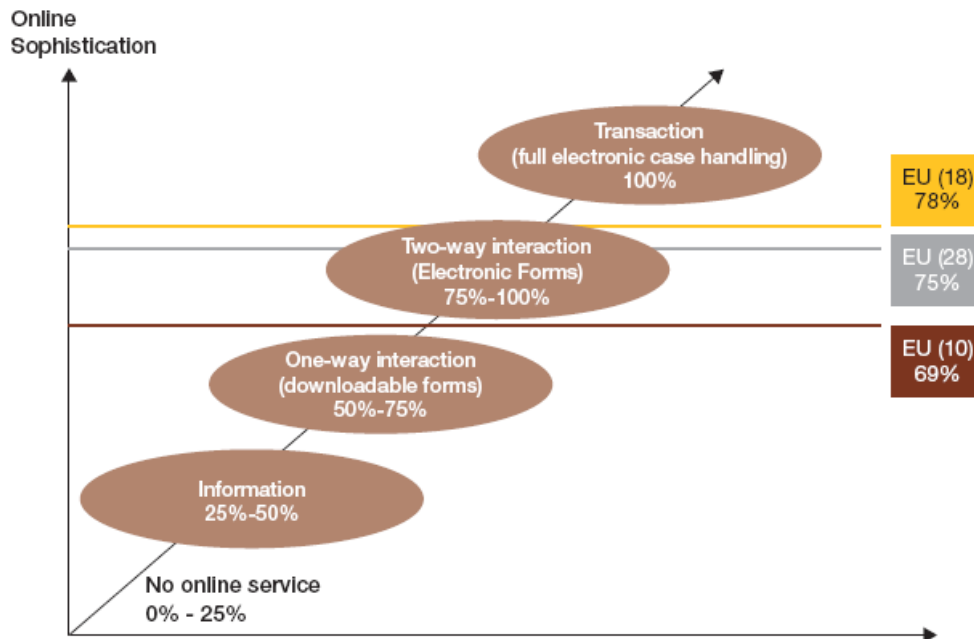 Online
Sophistication
Transaction
(full electronic case handling)
100%
EU (18)
78%
Two-way interaction
(Electronic Forms)
75%-100%
EU (28)
75%
One-way interaction
(downloadable forms)
50%-75%
EU (10)
69%
Information
25%-50%
No online service
0% - 25%